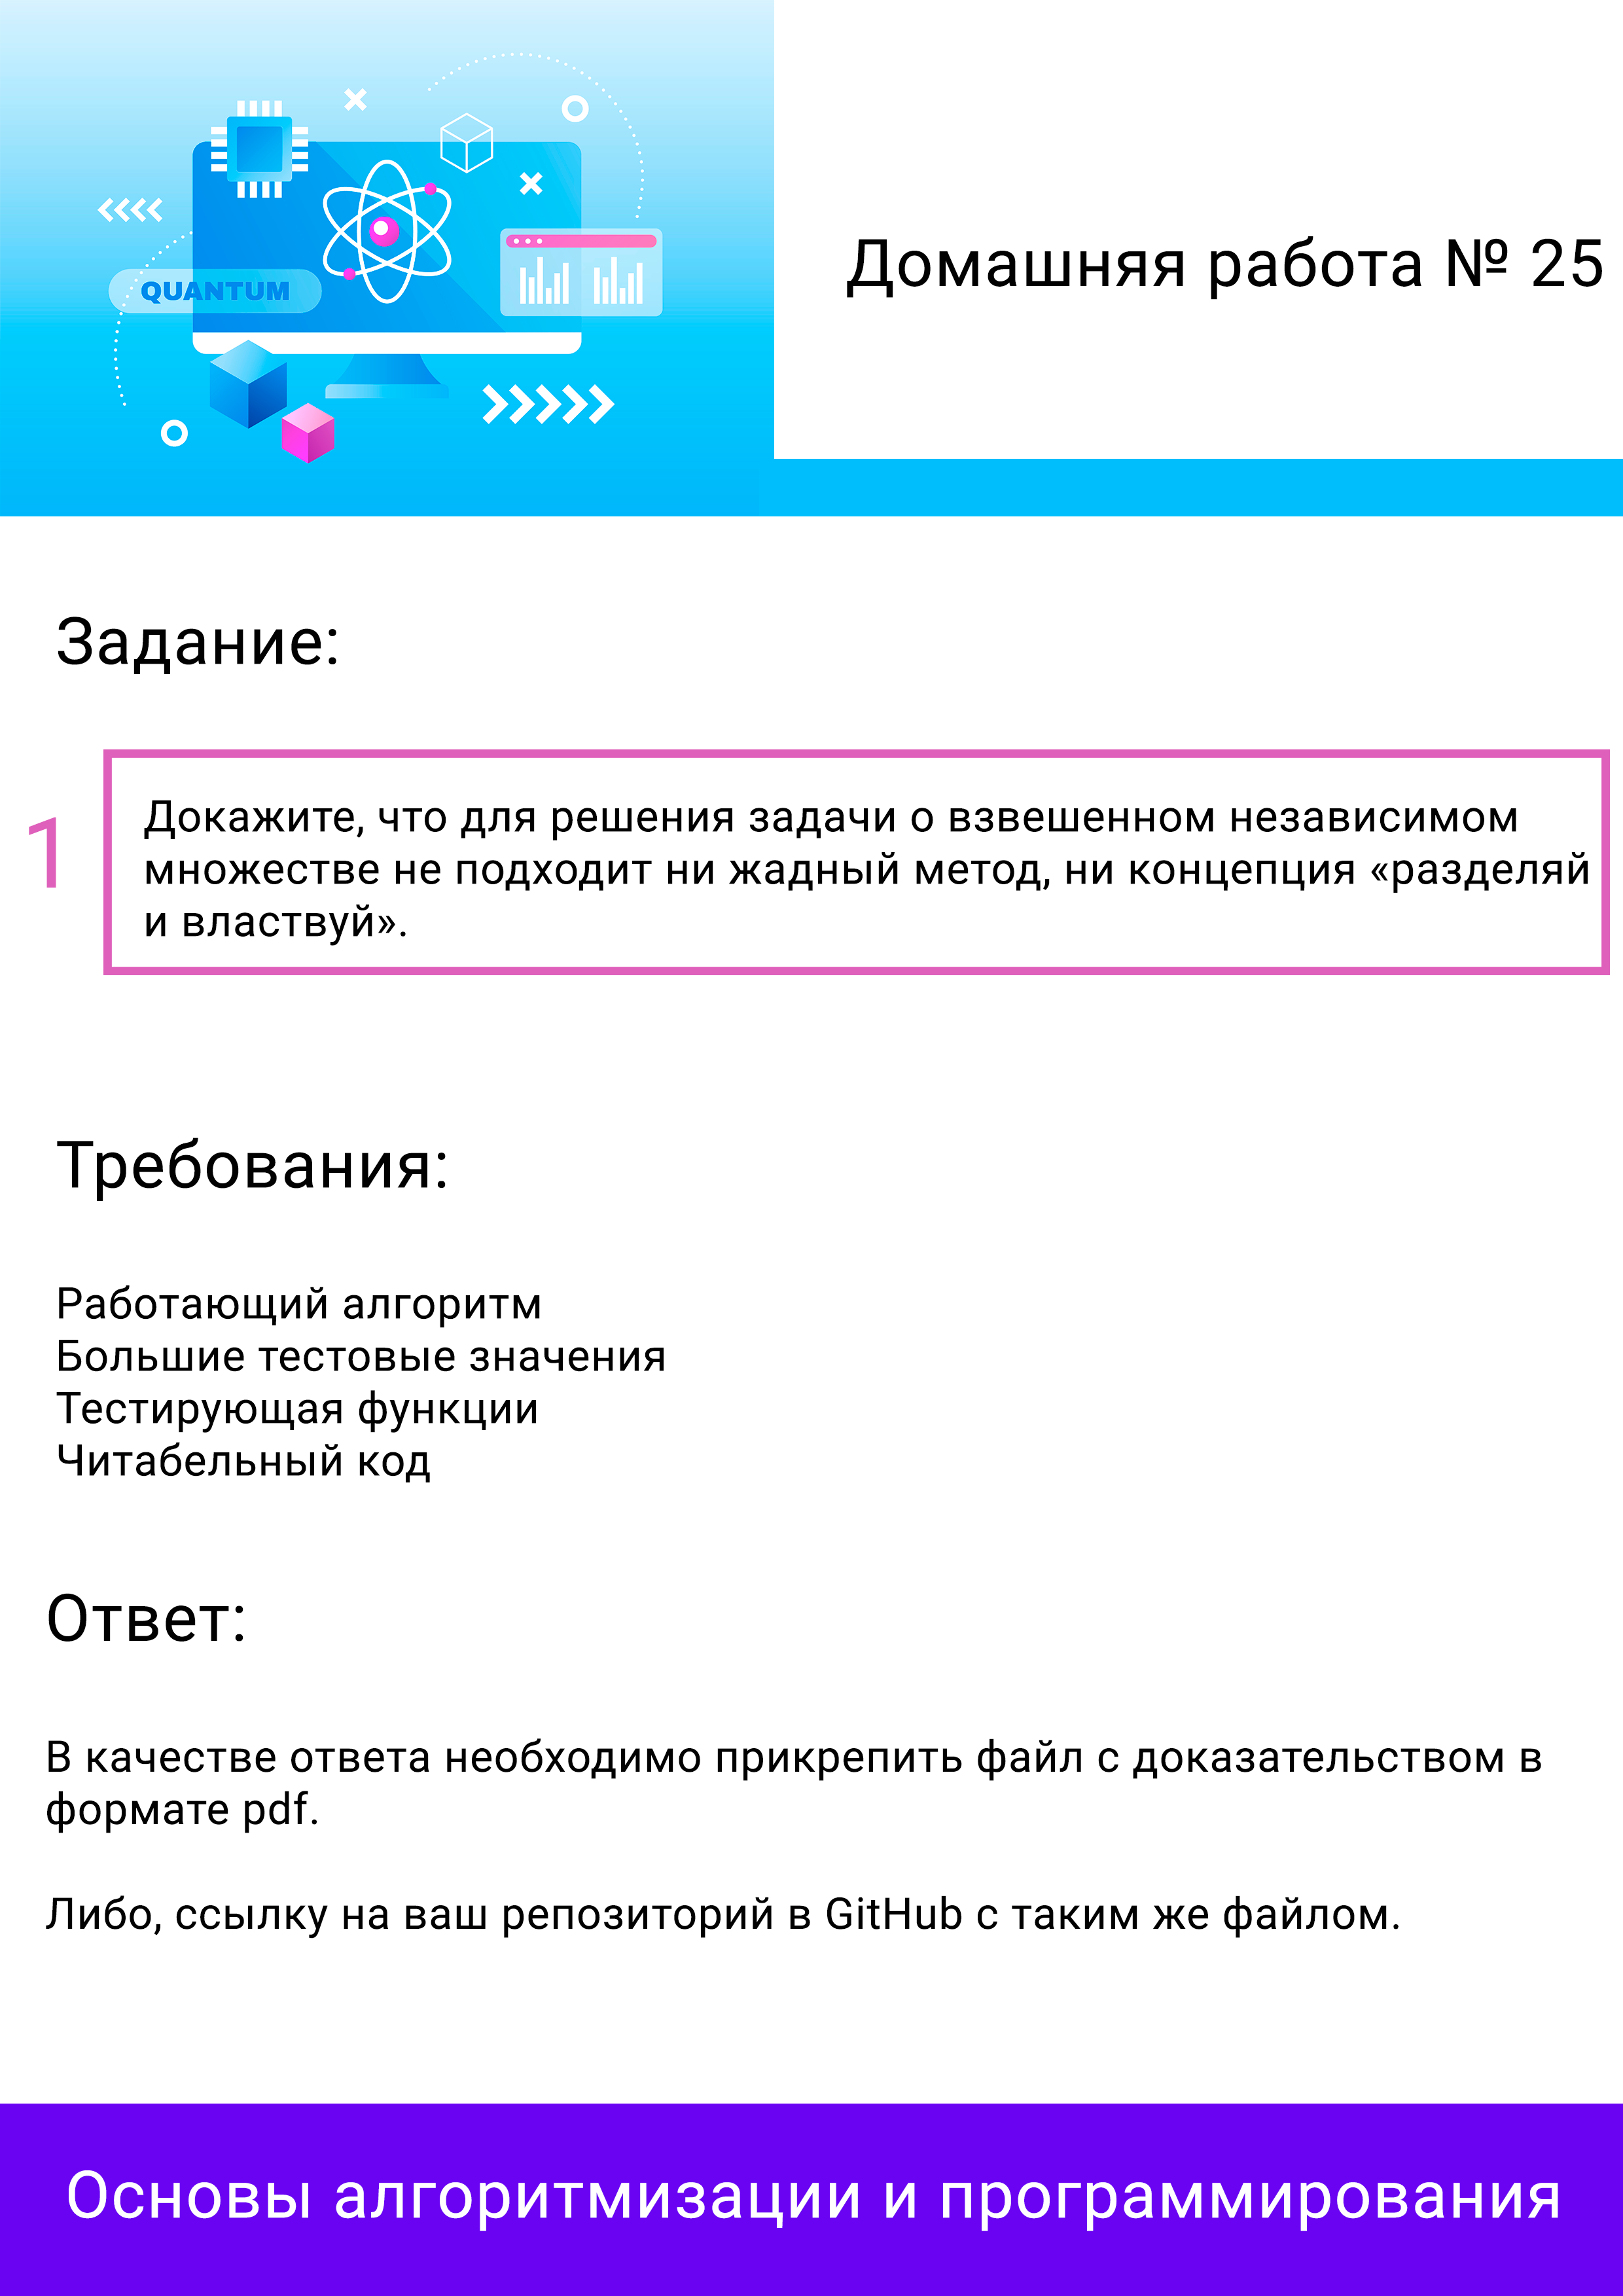 QUANTUM
Домашняя работа № 25
Задание:
1
Докажите, что для решения задачи о взвешенном независимом
множестве не подходит ни жадный метод, ни концепция «разделяй
и властвуй».
Требования:
Работающий алгоритм
Большие тестовые значения
Тестирующая функции
Читабельный код
Ответ:
В качестве ответа необходимо прикрепить файл с доказательством в
формате pdf.
Либо, ссылку на ваш репозиторий в GitHub с таким же файлом.
Основы алгоритмизации и программирования